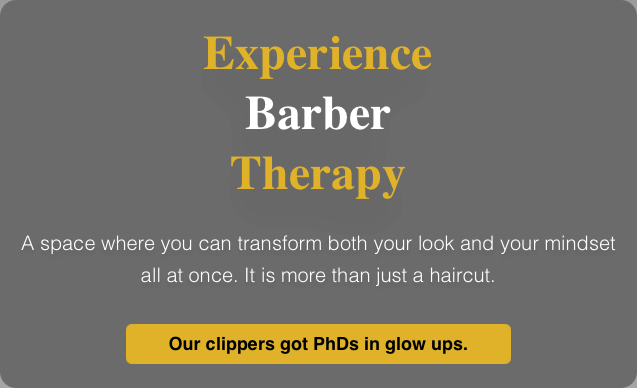 Experience
Barber
Therapy
A space where you can transform both your look and your mindset
all at once. It is more than just a haircut.
Our clippers got PhDs in glow ups.